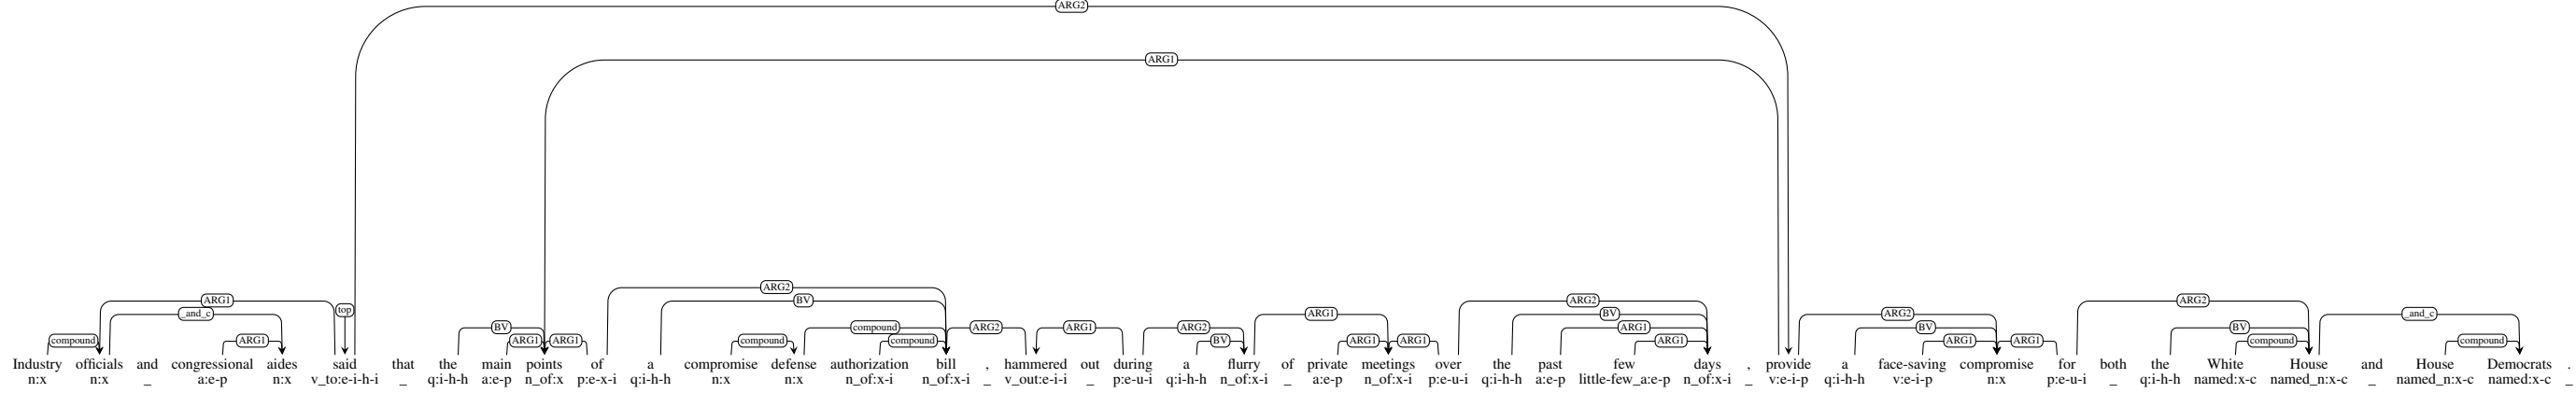 ARG2
ARG1
ARG2
ARG1 top BV ARG2 BV ARG2
_and_c ARG1 ARG1 BV ARG2 _and_c
BV compound ARG2 ARG1 ARG2 ARG1 BV BV
compound ARG1 ARG1 ARG1 compound compound BV ARG1 ARG1 ARG1 ARG1 ARG1 compound compound
Industry officials and congressional aides said that the main points of a compromise defense authorization bill , hammered out during a flurry of private meetings over the past few days , provide a face-saving compromise for both the White House and House Democrats .
n:x n:x _ a:e-p n:x v_to:e-i-h-i _ q:i-h-h a:e-p n_of:x p:e-x-i q:i-h-h n:x n:x n_of:x-i n_of:x-i _ v_out:e-i-i _ p:e-u-i q:i-h-h n_of:x-i _ a:e-p n_of:x-i p:e-u-i q:i-h-h a:e-p little-few_a:e-p n_of:x-i _ v:e-i-p q:i-h-h v:e-i-p n:x p:e-u-i _ q:i-h-h named:x-c named_n:x-c _ named_n:x-c named:x-c _